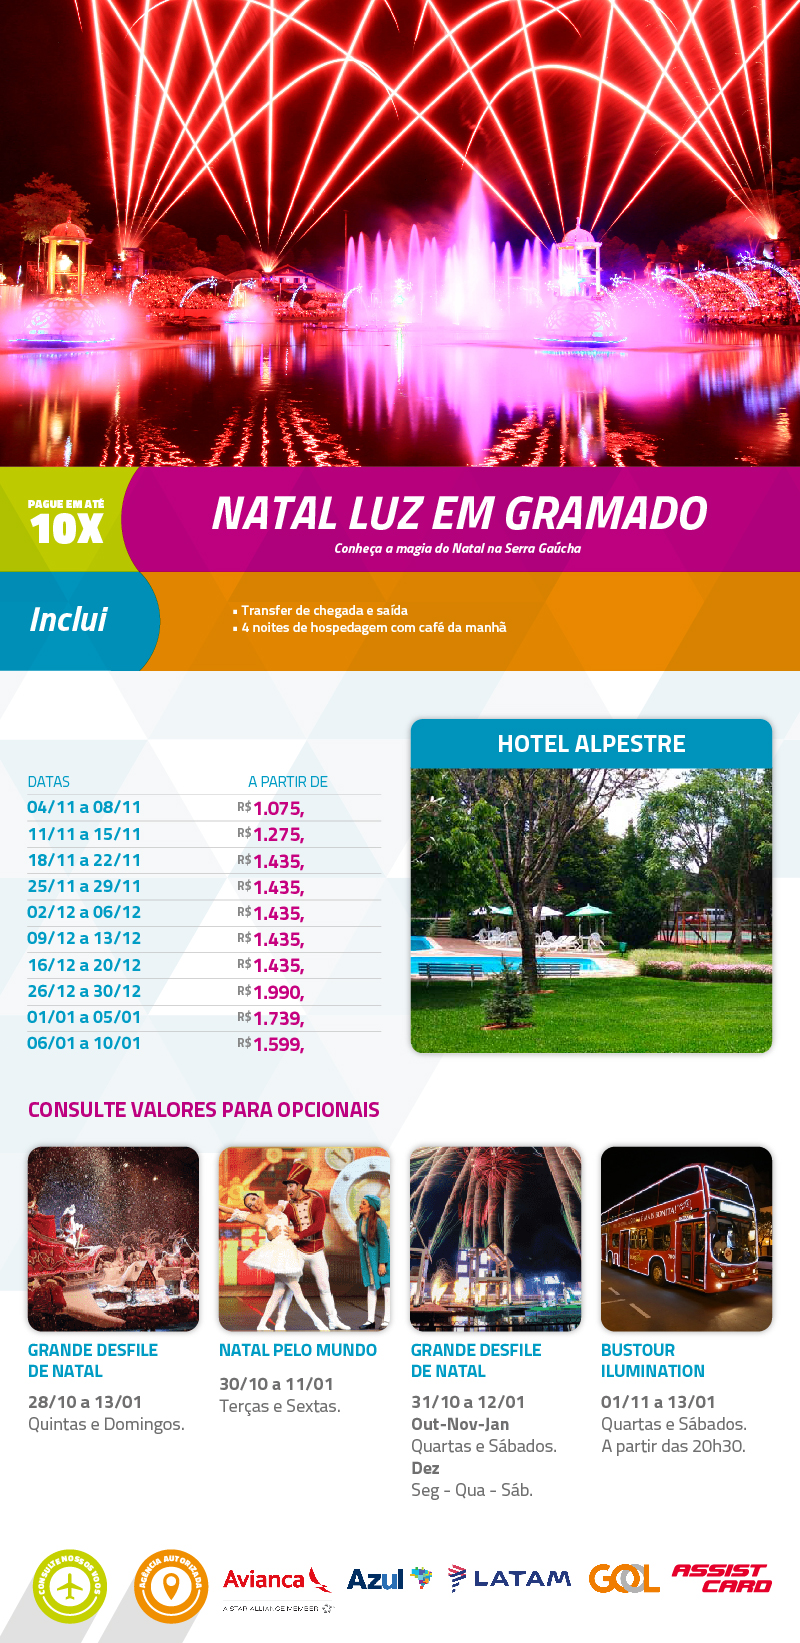 PAGUE EM ATÉ
10X
NATAL LUZ EM GRAMADO
Conheça a magia do Natal na Serra Gaúcha
Inclui
• Transfer de chegada e saída
• 4 noites de hospedagem com café da manhã
HOTEL ALPESTRE
DATAS A PARTIR DE
04/11 a 08/11 R$ 1.075,
11/11 a 15/11 R$ 1.275,
18/11 a 22/11 R$ 1.435,
25/11 a 29/11 R$ 1.435,
02/12 a 06/12 R$ 1.435,
09/12 a 13/12 R$ 1.435,
16/12 a 20/12 R$ 1.435,
26/12 a 30/12 R$ 1.990,
01/01 a 05/01 R$ 1.739,
06/01 a 10/01 R$ 1.599,
CONSULTE VALORES PARA OPCIONAIS
GRANDE DESFILE
DE NATAL
28/10 a 13/01
Quintas e Domingos.
NATAL PELO MUNDO
30/10 a 11/01
Terças e Sextas.
GRANDE DESFILE
DE NATAL
31/10 a 12/01
Out-Nov-Jan
Quartas e Sábados.
Dez
Seg - Qua - Sáb.
BUSTOUR
ILUMINATION
01/11 a 13/01
Quartas e Sábados.
A partir das 20h30.
CONSULTE NOSSOS VOOS
AGÊNCIA AUTORIZADA
Avianca
A STAR ALLIANCE MEMBER
Azul
LATAM
GOL
ASSIST
CARD